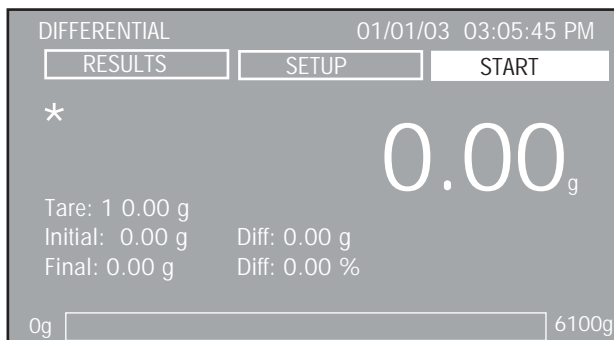 DIFFERENTIAL 01/01/03 03:05:45 PM
RESULTS SETUP START
*
0.00 g
Tare: 1 0.00 g
Initial: 0.00 g Diff: 0.00 g
Final: 0.00 g Diff: 0.00 %
0g 6100g